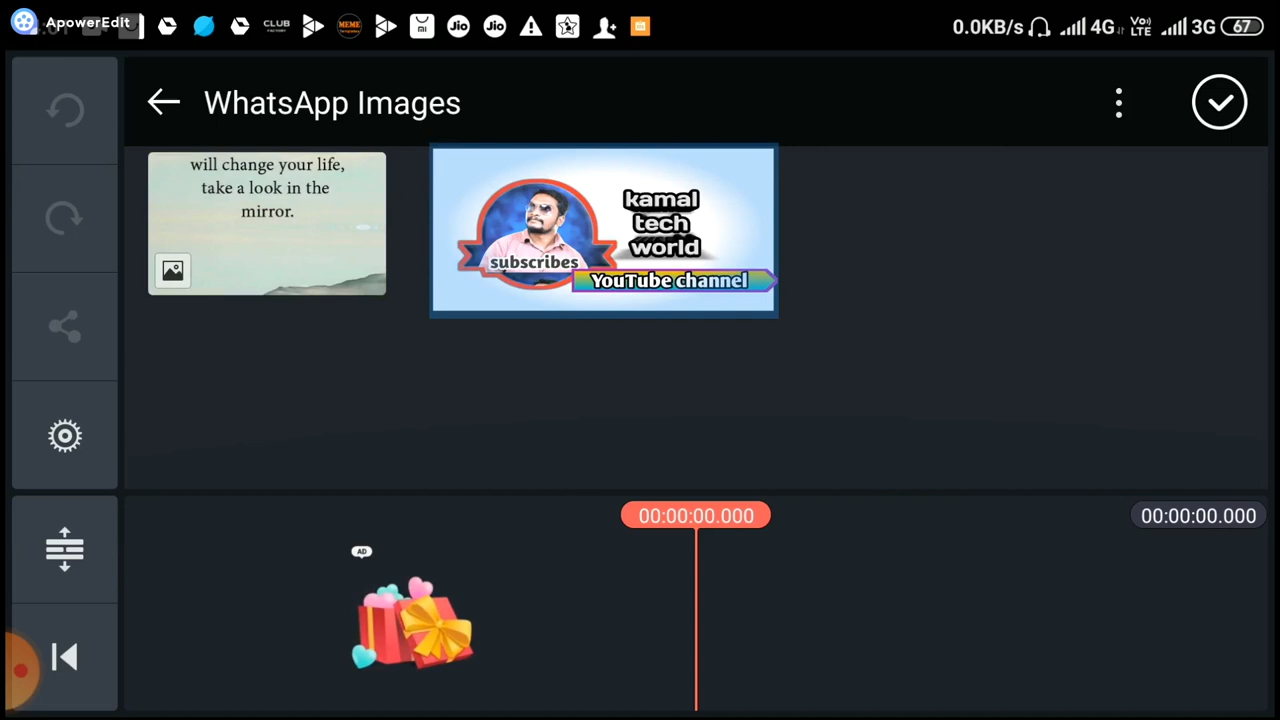 ApowerEdit
CLUB
FACTORY
MEME
Jio
Jio
0.0KB/s
4G
Vo)
LTE
3G
67
WhatsApp Images
will change your life,
take a look in the
mirror.
subscribes
kamal
tech
world
YouTube channel
00:00:00.000
00:00:00.000
AD